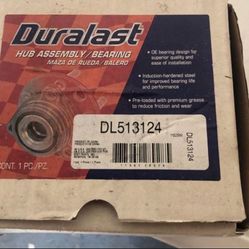 Duralast
HUB ASSEMBLY/BEARING
MAZA DE RUEDA/BALERO
• OE bearing design for
superior quality and
ease of installation
• Induction-hardened steel
for improved bearing life
and performance
• Pre-loaded with premium grease
to reduce friction and wear
DL513124
DL513124
CONT. 1 PC./PZ.